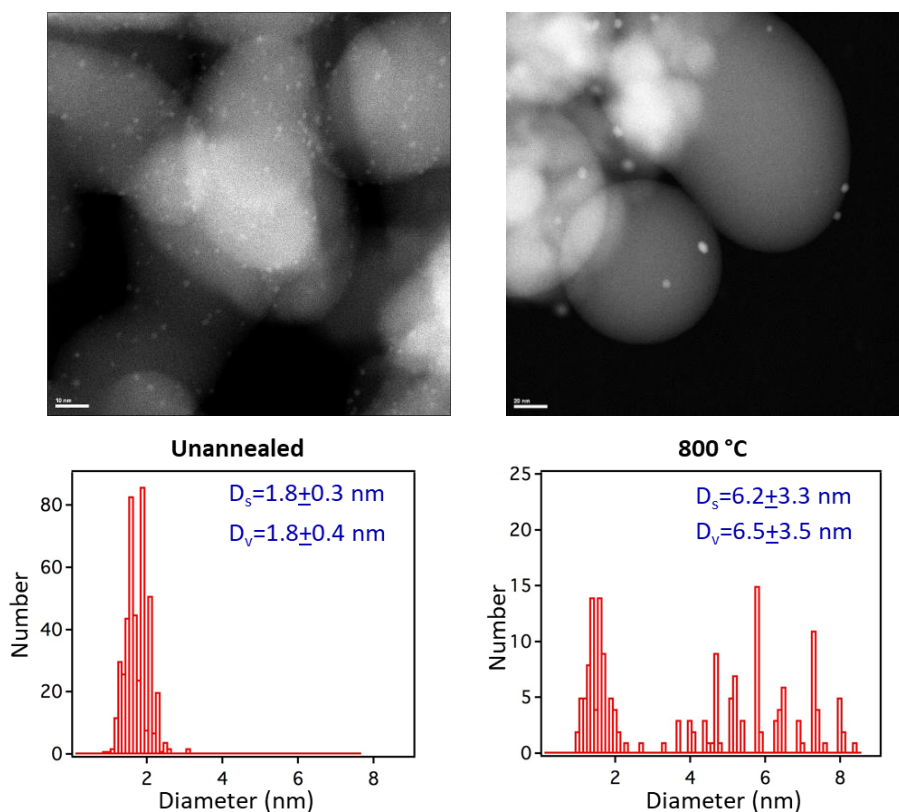 10 nm
20 nm
Unannealed
800 °C
Dₛ=1.8±0.3 nm
Dᵥ=1.8±0.4 nm
80
60
40
20
0
Number
2
4
6
8
Diameter (nm)
Dₛ=6.2±3.3 nm
Dᵥ=6.5±3.5 nm
25
20
15
10
5
0
Number
2
4
6
8
Diameter (nm)